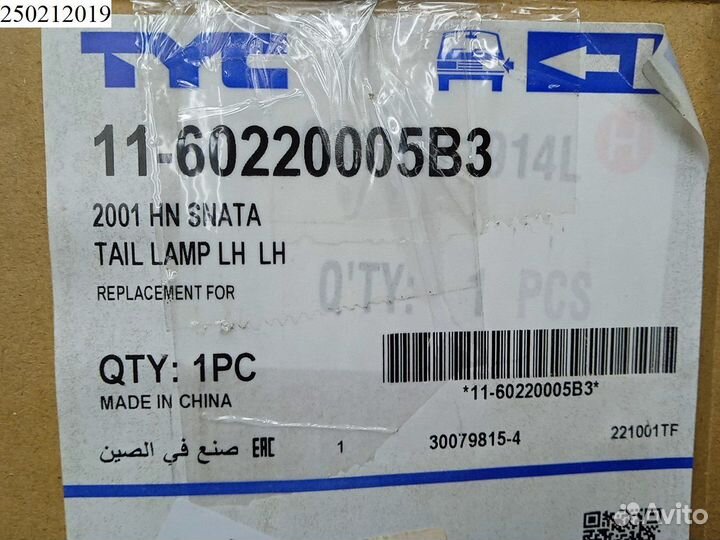 250212019
TYC
11-60220005B3
014L
2001 HN SNATA
TAIL LAMP LH LH
REPLACEMENT FOR
Q'TY: 1 PCS
QTY: 1PC
MADE IN CHINA
*11-60220005B3*
صنع في الصين EAC 1 30079815-4 221001TF
Avito